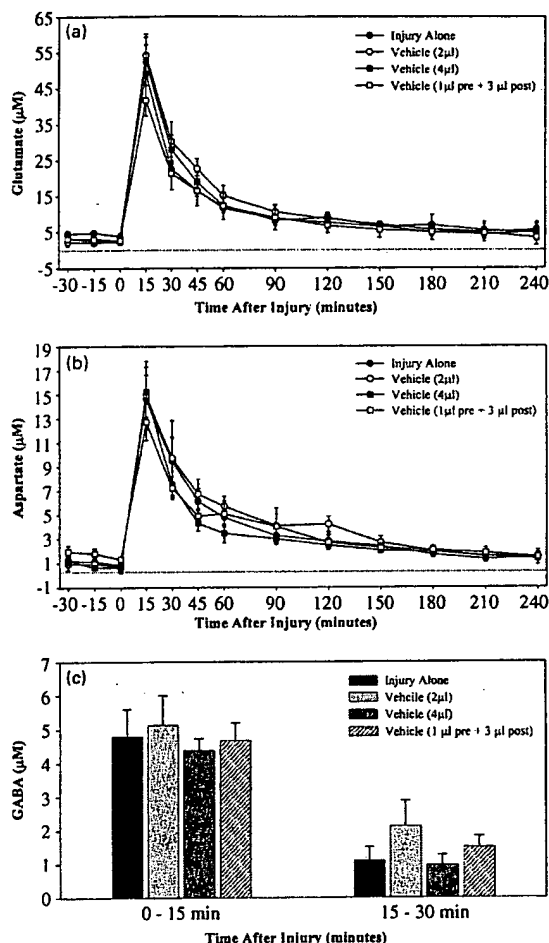 (a)
Injury Alone
Vehicle (2µl)
Vehicle (4µl)
Vehicle (1µl pre + 3 µl post)
Glutamate (µM)
65
55
45
35
25
15
5
-5
-30 -15 0 15 30 45 60 90 120 150 180 210 240
Time After Injury (minutes)
(b)
Injury Alone
Vehicle (2µl)
Vehicle (4µl)
Vehicle (1µl pre + 3 µl post)
Aspartate (µM)
19
17
15
13
11
9
7
5
3
1
-1
-30 -15 0 15 30 45 60 90 120 150 180 210 240
Time After Injury (minutes)
(c)
Injury Alone
Vehcile (2µl)
Vehicle (4µl)
Vehicle (1 µl pre + 3 µl post)
GABA (µM)
7
6
5
4
3
2
1
0
0 - 15 min 15 - 30 min
Time After Injury (minutes)